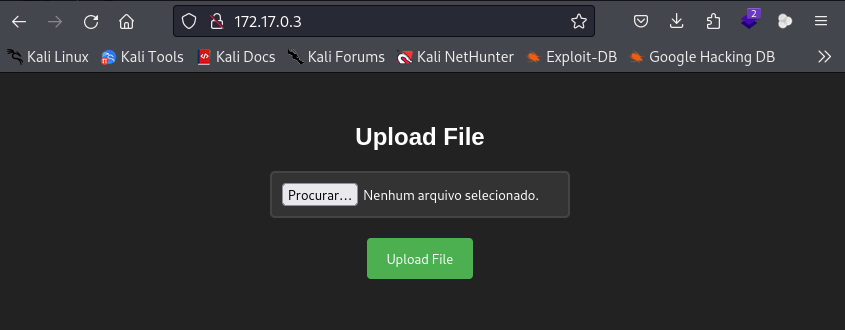 172.17.0.3
2
Kali Linux Kali Tools Kali Docs Kali Forums Kali NetHunter Exploit-DB Google Hacking DB
Upload File
Procurar... Nenhum arquivo selecionado.
Upload File